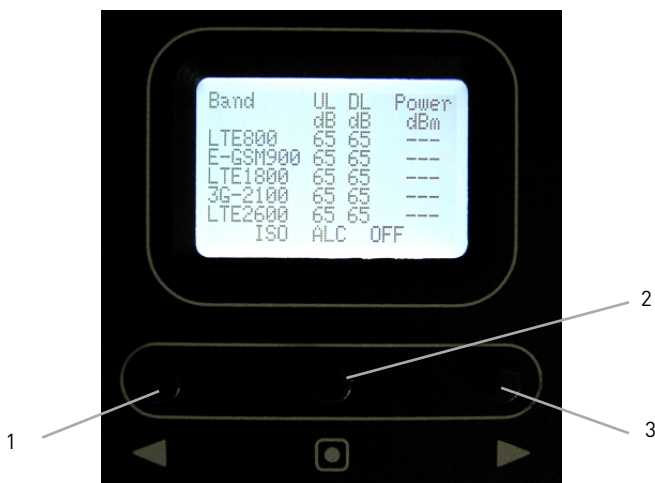 Band UL DL Power
dB dB dBm
LTE800 65 65 ---
E-GSM900 65 65 ---
LTE1800 65 65 ---
3G-2100 65 65 ---
LTE2600 65 65 ---
ISO ALC OFF
2
1
3